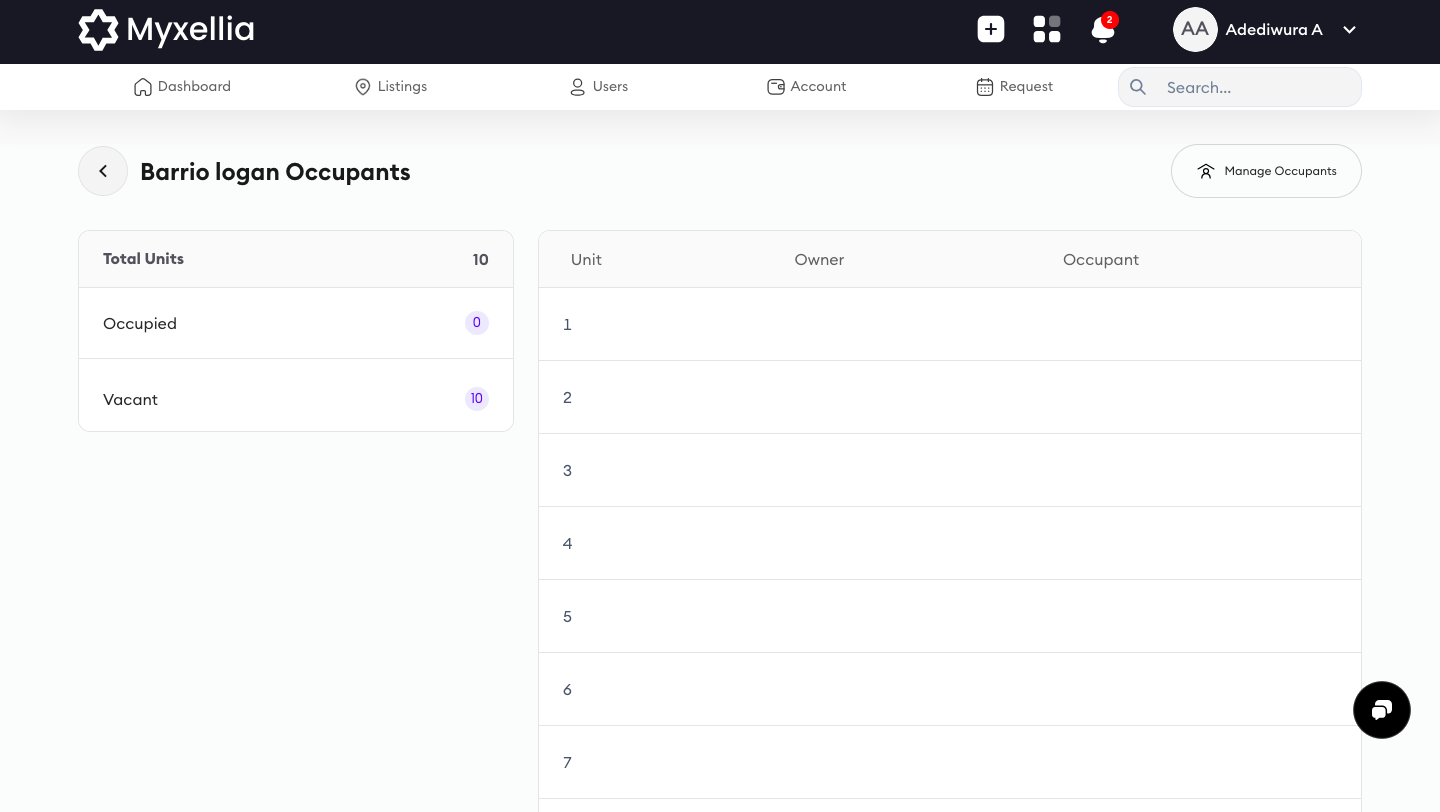 Myxellia
2
AA
Adediwura A
Dashboard
Listings
Users
Account
Request
Search...
Barrio logan Occupants
Manage Occupants
Total Units
10
Occupied
0
Vacant
10
Unit
Owner
Occupant
1
2
3
4
5
6
7